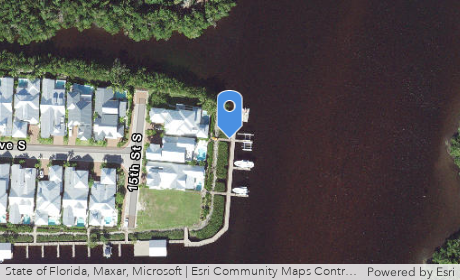 ve S
15th St S
State of Florida, Maxar, Microsoft | Esri Community Maps Contr... Powered by Esri